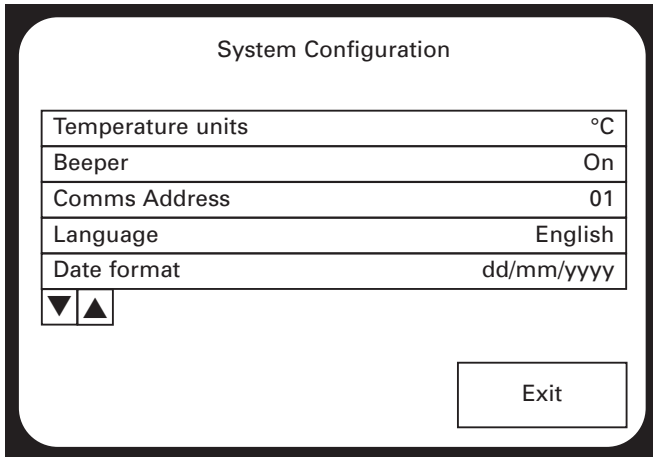 System Configuration
Temperature units °C
Beeper On
Comms Address 01
Language English
Date format dd/mm/yyyy
▼ ▲
Exit